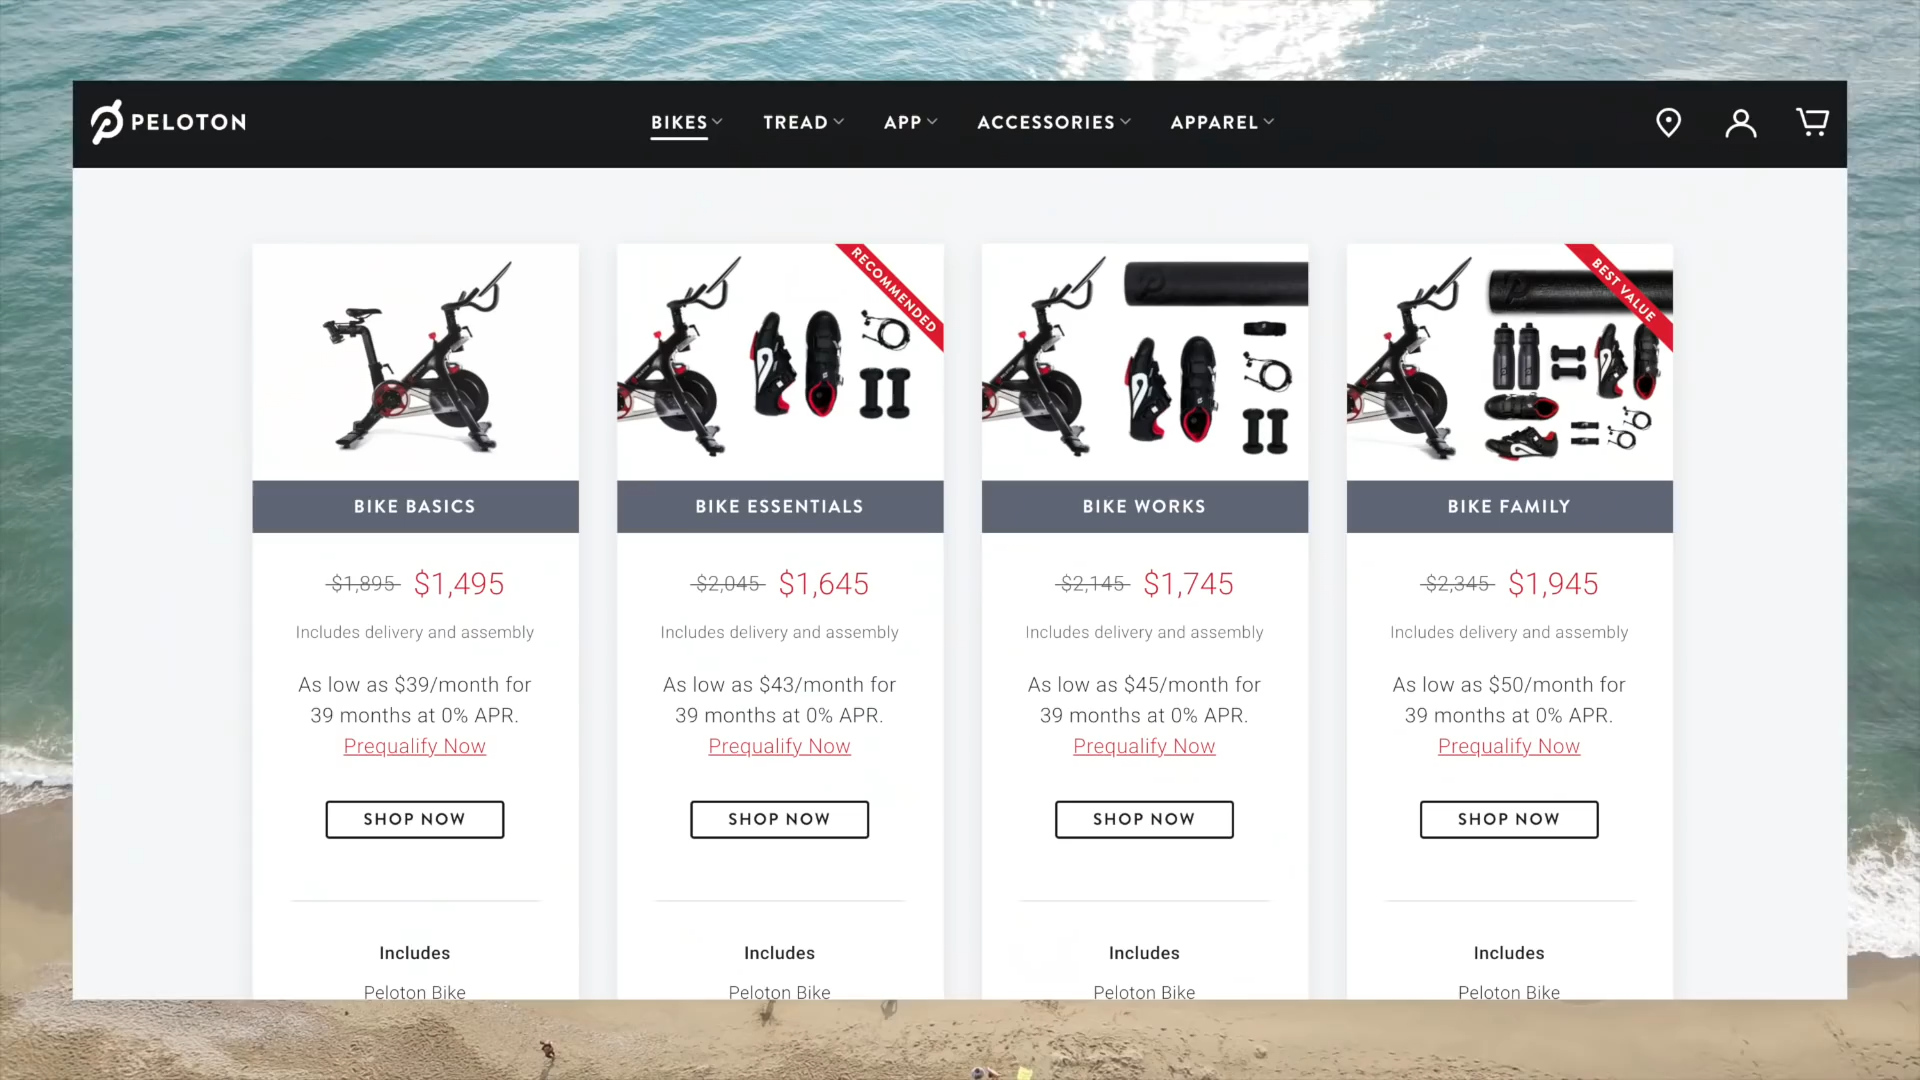 PELOTON
BIKES TREAD APP ACCESSORIES APPAREL
RECOMMENDED
BEST VALUE
BIKE BASICS
$1,895 $1,495
Includes delivery and assembly
As low as $39/month for
39 months at 0% APR.
Prequalify Now
SHOP NOW
Includes
Peloton Bike
BIKE ESSENTIALS
$2,045 $1,645
Includes delivery and assembly
As low as $43/month for
39 months at 0% APR.
Prequalify Now
SHOP NOW
Includes
Peloton Bike
BIKE WORKS
$2,145 $1,745
Includes delivery and assembly
As low as $45/month for
39 months at 0% APR.
Prequalify Now
SHOP NOW
Includes
Peloton Bike
BIKE FAMILY
$2,345 $1,945
Includes delivery and assembly
As low as $50/month for
39 months at 0% APR.
Prequalify Now
SHOP NOW
Includes
Peloton Bike